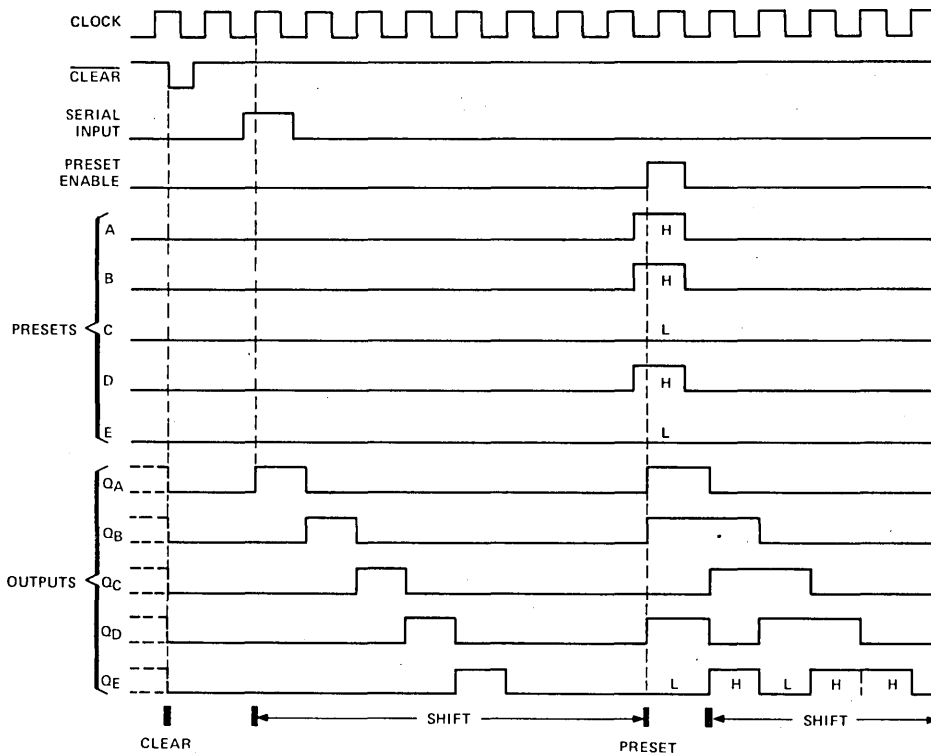 CLOCK
CLEAR
SERIAL
INPUT
PRESET
ENABLE
A
H
B
H
PRESETS
C
L
D
H
E
L
QA
QB
OUTPUTS
QC
QD
QE
L
H
L
H
H
SHIFT
SHIFT
CLEAR
PRESET